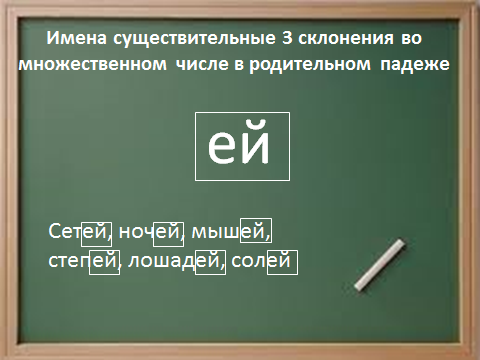 Имена существительные 3 склонения во
множественном числе в родительном падеже
ей
Сетей, ночей, мышей,
степей, лошадей, солей